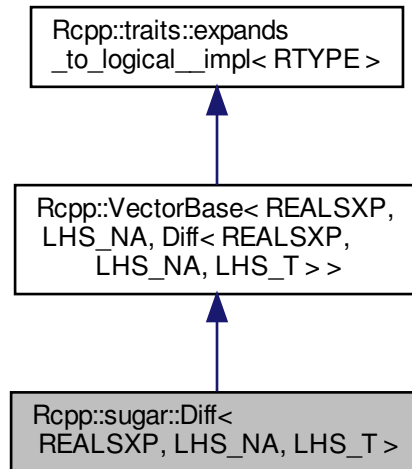 Rcpp::traits::expands
_to_logical__impl< RTYPE >
Rcpp::VectorBase< REALSXP,
LHS_NA, Diff< REALSXP,
LHS_NA, LHS_T > >
Rcpp::sugar::Diff<
REALSXP, LHS_NA, LHS_T >